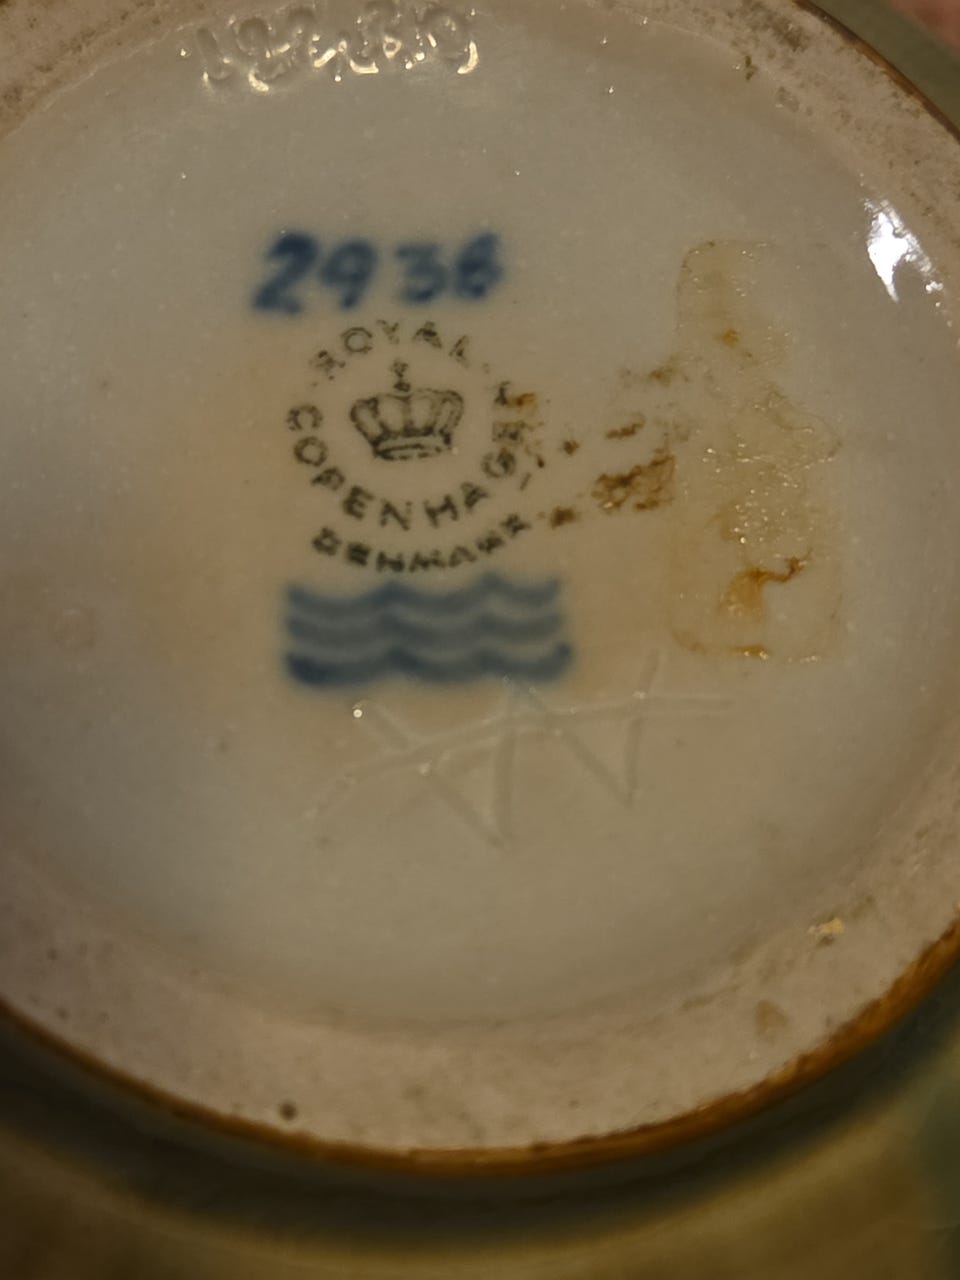 2936
ROYAL
COPENHAGEN
DENMARK